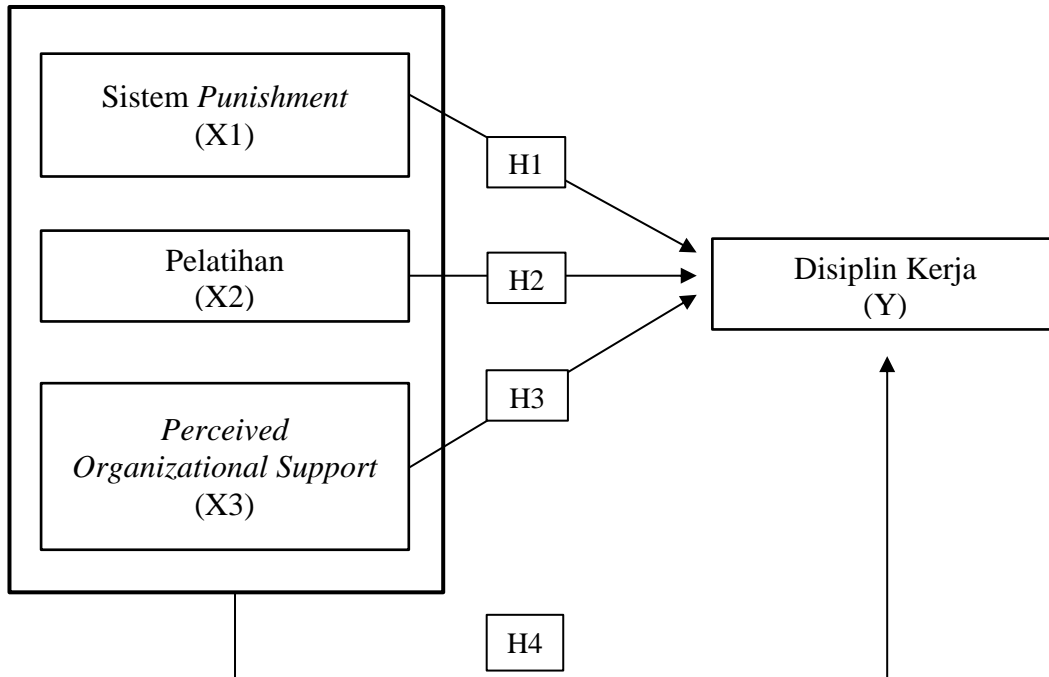 Sistem Punishment
(X1)
H1
Pelatihan
(X2)
H2
Disiplin Kerja
(Y)
H3
Perceived
Organizational Support
(X3)
H4